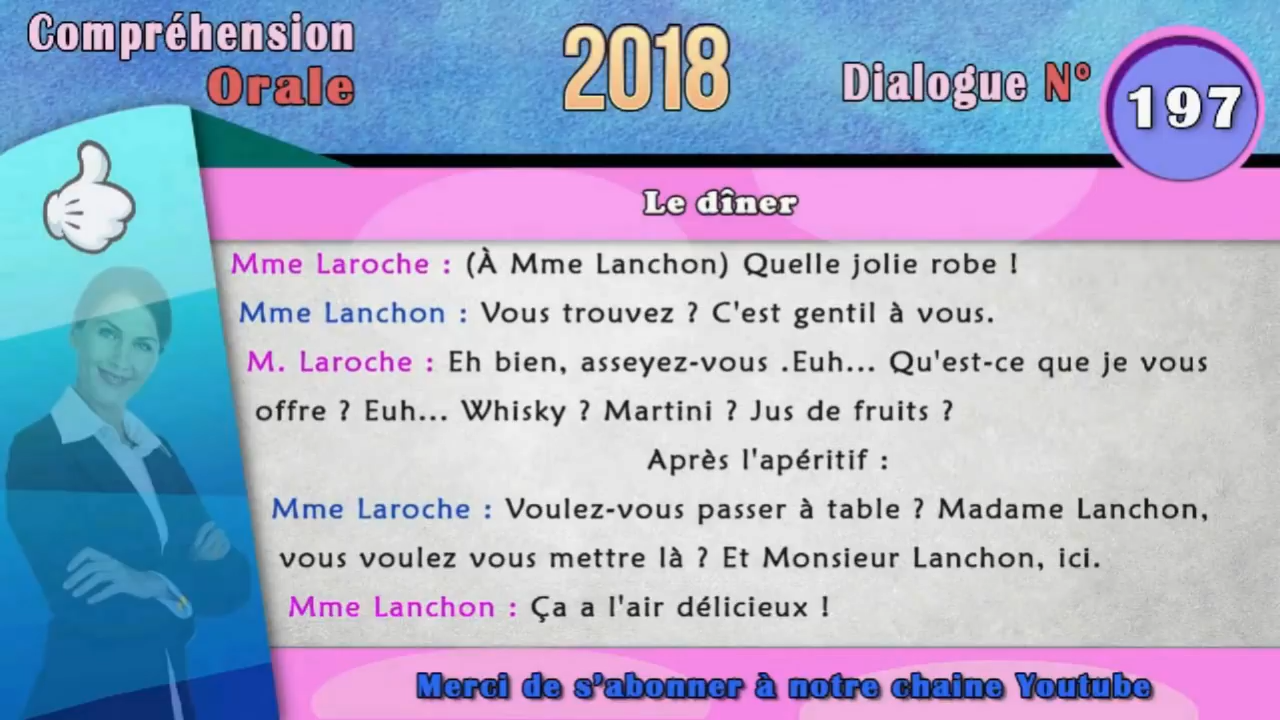 Compréhension
Orale
2018
Dialogue N°
197
Le dîner
Mme Laroche : (À Mme Lanchon) Quelle jolie robe !
Mme Lanchon : Vous trouvez ? C'est gentil à vous.
M. Laroche : Eh bien, asseyez-vous .Euh... Qu'est-ce que je vous
offre ? Euh... Whisky ? Martini ? Jus de fruits ?
Après l'apéritif :
Mme Laroche : Voulez-vous passer à table ? Madame Lanchon,
vous voulez vous mettre là ? Et Monsieur Lanchon, ici.
Mme Lanchon : Ça a l'air délicieux !
Merci de s'abonner à notre chaine Youtube